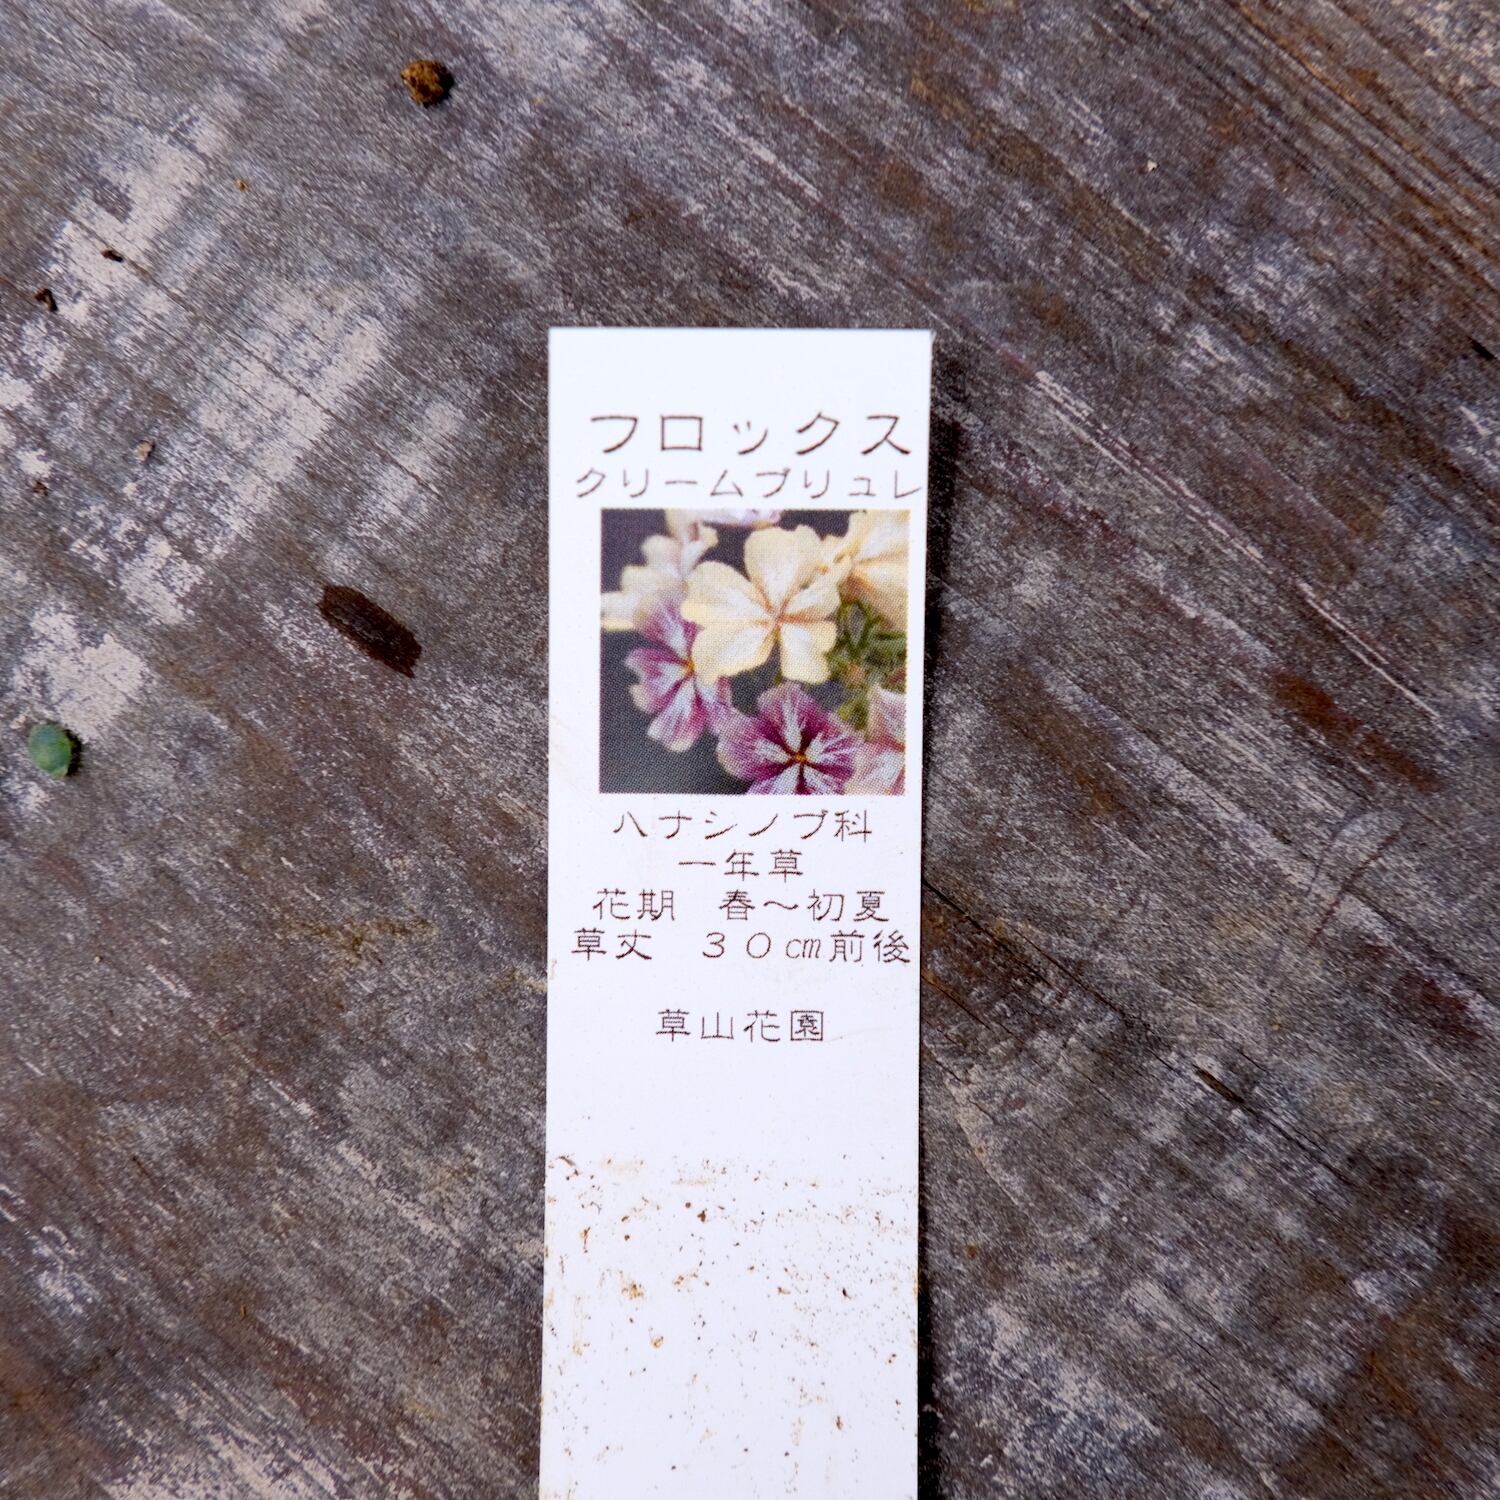 フロックス
クリームブリュレ
ハナシノブ科
一年草
花期　春～初夏
草丈　３０㎝前後
草山花園